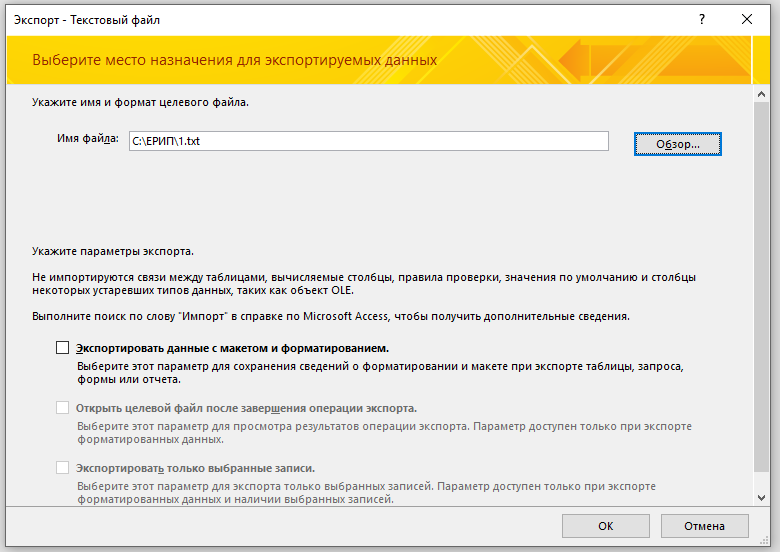 Экспорт - Текстовый файл
?
Выберите место назначения для экспортируемых данных
Укажите имя и формат целевого файла.
Имя файла: C:\ЕРИП\1.txt Обзор...
Укажите параметры экспорта.
Не импортируются связи между таблицами, вычисляемые столбцы, правила проверки, значения по умолчанию и столбцы
некоторых устаревших типов данных, таких как объект OLE.
Выполните поиск по слову "Импорт" в справке по Microsoft Access, чтобы получить дополнительные сведения.
Экспортировать данные с макетом и форматированием.
Выберите этот параметр для сохранения сведений о форматировании и макете при экспорте таблицы, запроса,
формы или отчета.
Открыть целевой файл после завершения операции экспорта.
Выберите этот параметр для просмотра результатов операции экспорта. Параметр доступен только при экспорте
форматированных данных.
Экспортировать только выбранные записи.
Выберите этот параметр для экспорта только выбранных записей. Параметр доступен только при экспорте
форматированных данных и наличии выбранных записей.
ОК Отмена